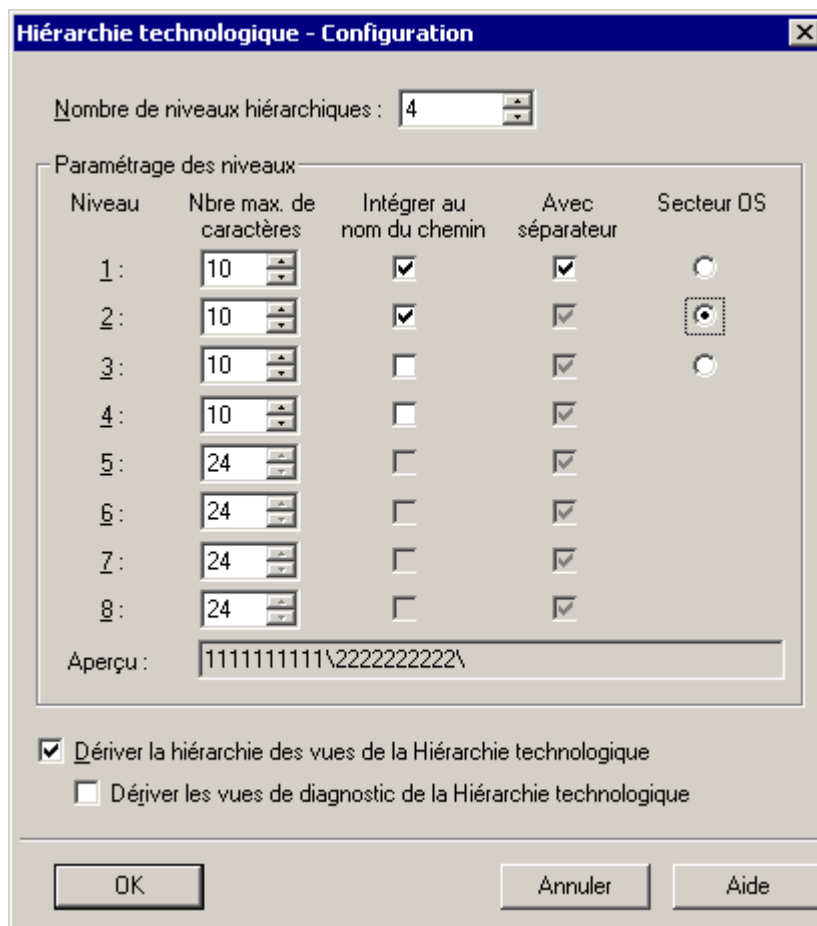 Hiérarchie technologique - Configuration
Nombre de niveaux hiérarchiques : 4
Paramétrage des niveaux
Niveau Nbre max. de caractères Intégrer au nom du chemin Avec séparateur Secteur OS
1 : 10
2 : 10
3 : 10
4 : 10
5 : 24
6 : 24
7 : 24
8 : 24
Aperçu : 1111111111\2222222222\
Dériver la hiérarchie des vues de la Hiérarchie technologique
Dériver les vues de diagnostic de la Hiérarchie technologique
OK Annuler Aide